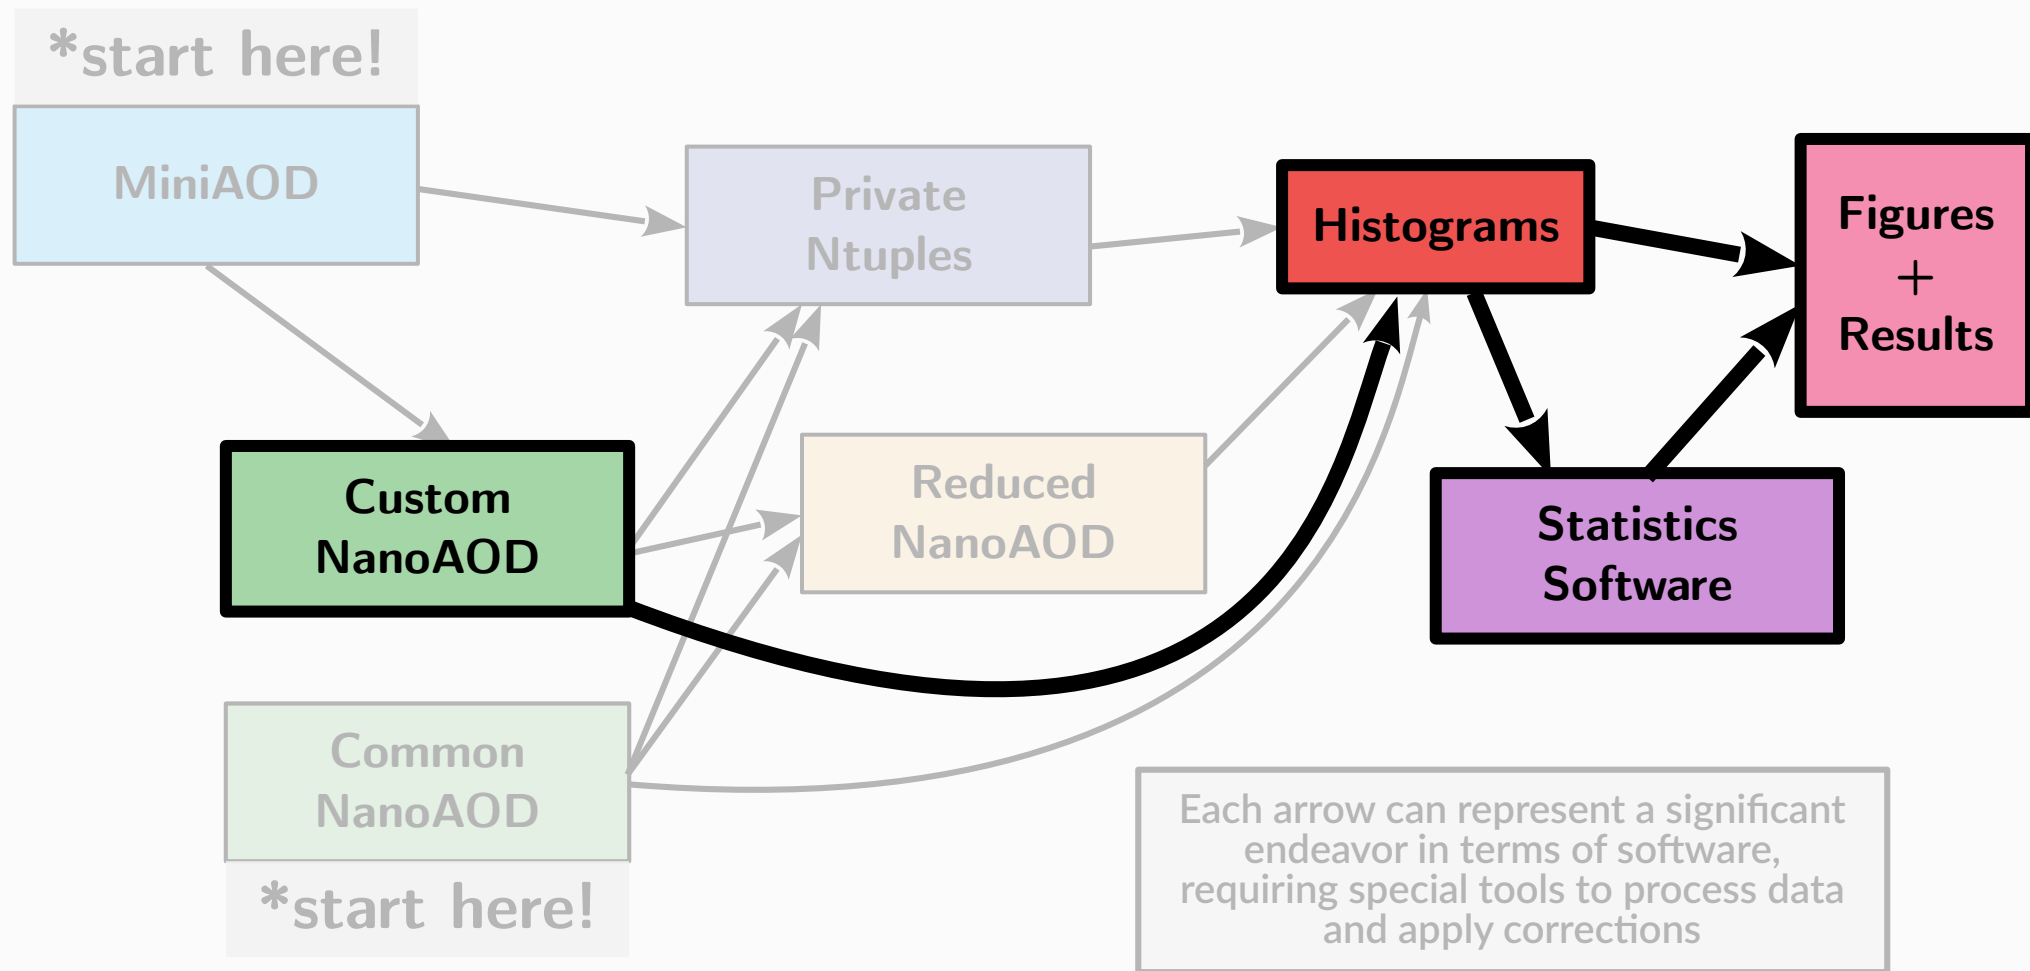 *start here!
MiniAOD
Private
Ntuples
Histograms
Figures
+
Results
Custom
NanoAOD
Reduced
NanoAOD
Statistics
Software
Common
NanoAOD
*start here!
Each arrow can represent a significant
endeavor in terms of software,
requiring special tools to process data
and apply corrections